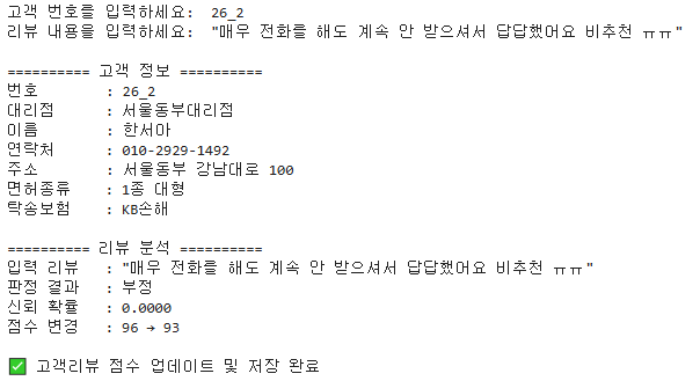 고객 번호를 입력하세요: 26_2
리뷰 내용을 입력하세요: "매우 전화를 해도 계속 안 받으셔서 답답했어요 비추천 ㅠㅠ"
========== 고객 정보 ==========
번호 : 26_2
대리점 : 서울동부대리점
이름 : 한서아
연락처 : 010-2929-1492
주소 : 서울동부 강남대로 100
면허종류 : 1종 대형
탁송보험 : KB손해
========== 리뷰 분석 ==========
입력 리뷰 : "매우 전화를 해도 계속 안 받으셔서 답답했어요 비추천 ㅠㅠ"
판정 결과 : 부정
신뢰 확률 : 0.0000
점수 변경 : 96 → 93
✅ 고객리뷰 점수 업데이트 및 저장 완료